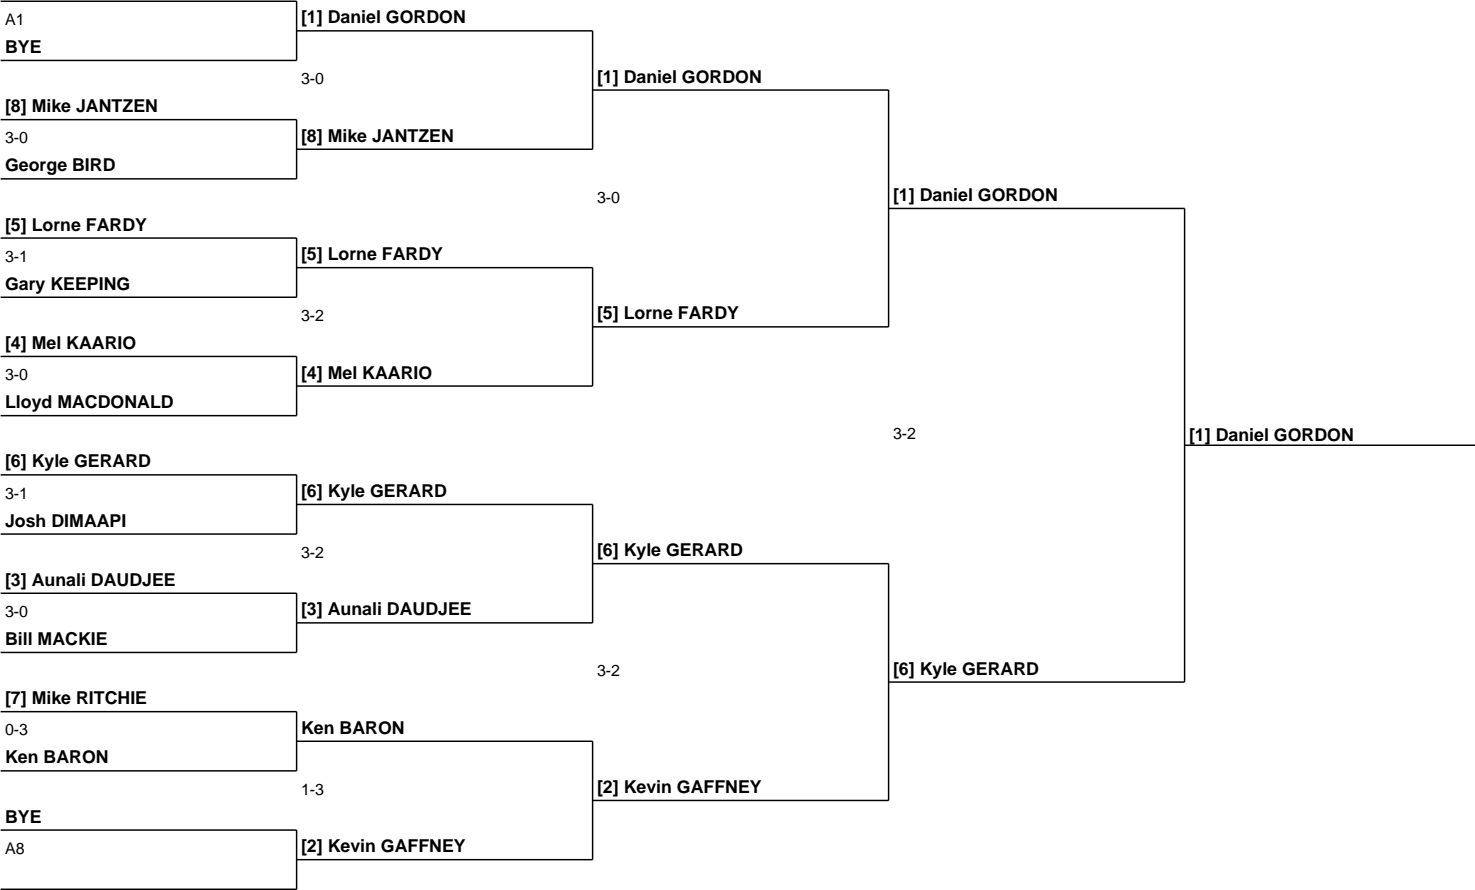 A1
BYE
[8] Mike JANTZEN
3-0
George BIRD
[5] Lorne FARDY
3-1
Gary KEEPING
[4] Mel KAARIO
3-0
Lloyd MACDONALD
[6] Kyle GERARD
3-1
Josh DIMAAPI
[3] Aunali DAUDJEE
3-0
Bill MACKIE
[7] Mike RITCHIE
0-3
Ken BARON
BYE
A8
[1] Daniel GORDON
3-0
[8] Mike JANTZEN
[5] Lorne FARDY
3-2
[4] Mel KAARIO
[6] Kyle GERARD
3-2
[3] Aunali DAUDJEE
Ken BARON
1-3
[2] Kevin GAFFNEY
[1] Daniel GORDON
3-0
[5] Lorne FARDY
[6] Kyle GERARD
3-2
[2] Kevin GAFFNEY
[1] Daniel GORDON
3-2
[6] Kyle GERARD
[1] Daniel GORDON